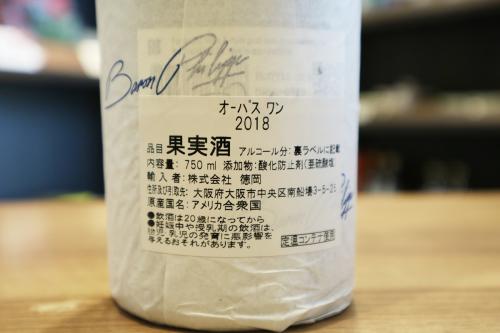 Baron Philippe
オーパス ワン
2018
品目 果実酒 アルコール分:裏ラベルに記載
内容量: 750 ml 添加物:酸化防止剤(亜硫酸塩
輸入者:株式会社 徳岡
住所及び引取先: 大阪府大阪市中央区南船場3-5-25
原産国名:アメリカ合衆国
●飲酒は20歳になってから
●妊娠中や授乳期の飲酒は、
胎児、乳児の発育に悪影響を
与えるおそれがあります。
定温コンテナ使用